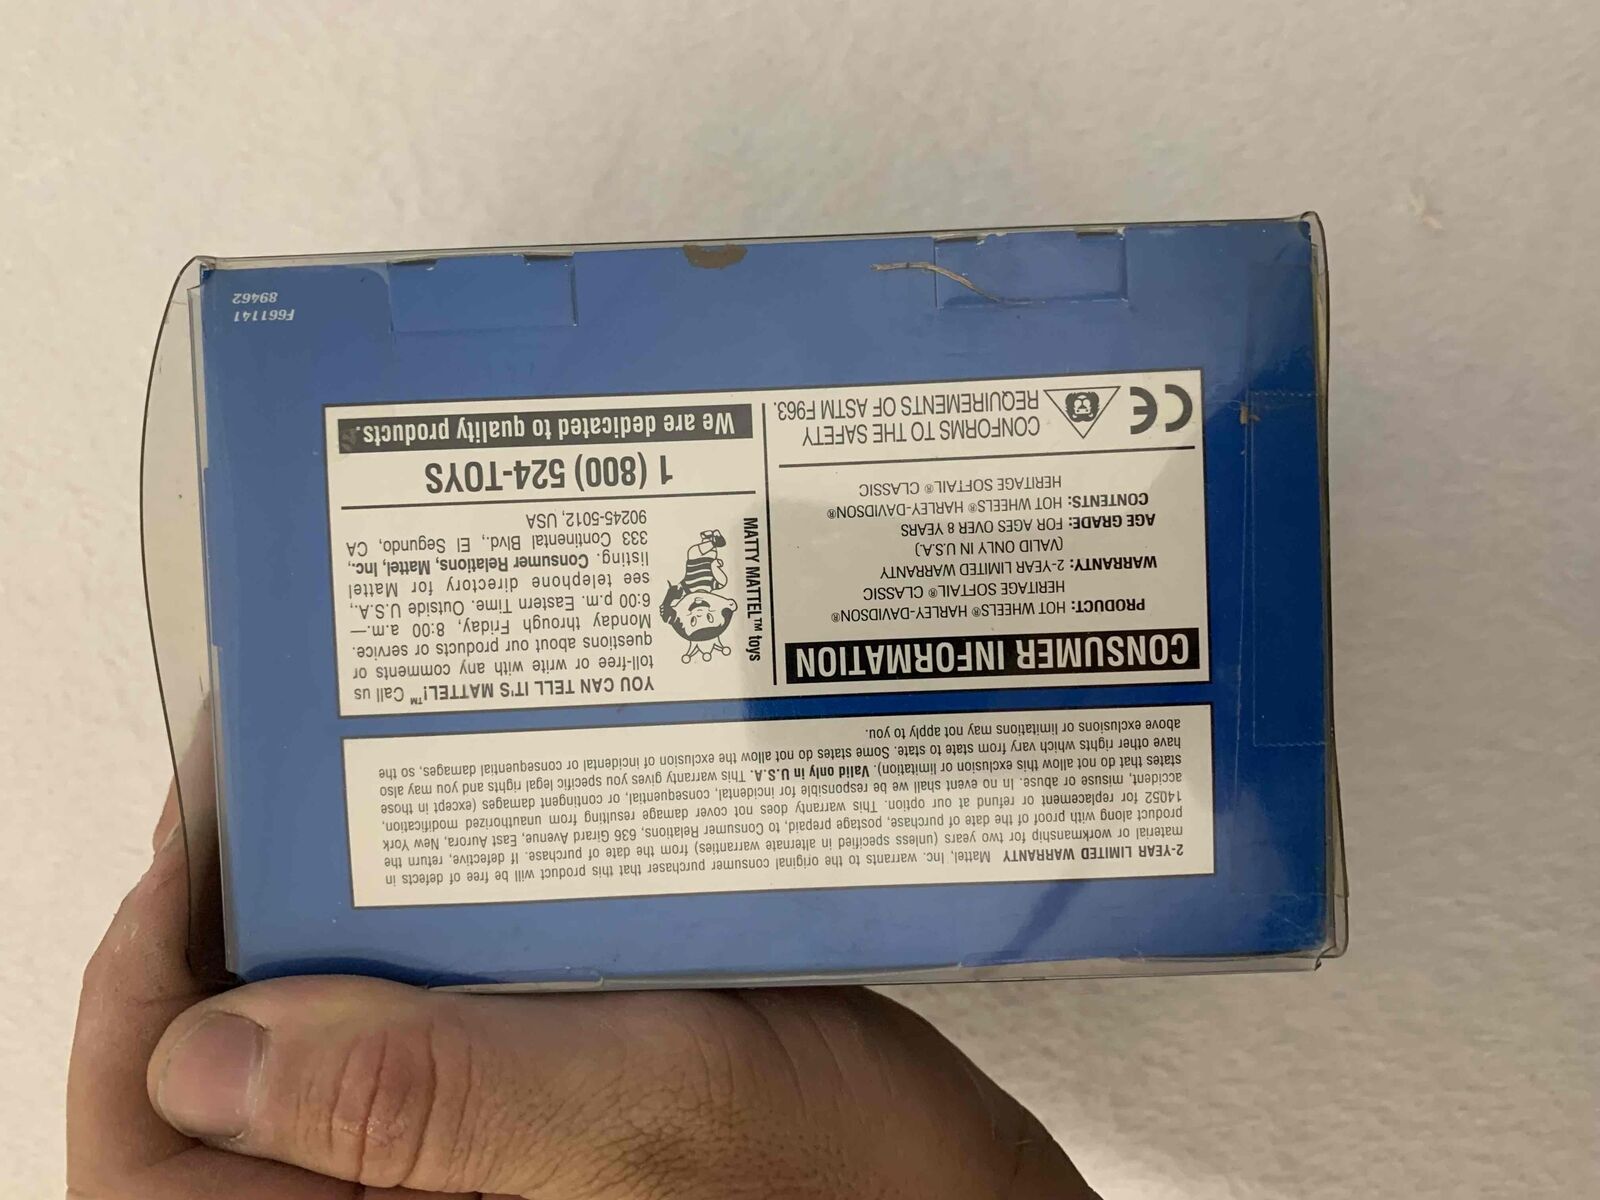 2-YEAR LIMITED WARRANTY Mattel, Inc. warrants to the original consumer purchaser that this product will be free of defects in
material or workmanship for two years (unless specified in alternate warranties) from the date of purchase. If defective, return the
product along with proof of the date of purchase, postage prepaid, to Consumer Relations, 636 Girard Avenue, East Aurora, New York
14052 for replacement or refund at our option. This warranty does not cover damage resulting from unauthorized modification,
accident, misuse or abuse. In no event shall we be responsible for incidental, consequential, or contingent damages (except in those
states that do not allow this exclusion or limitation). Valid only in U.S.A. This warranty gives you specific legal rights and you may also
have other rights which vary from state to state. Some states do not allow the exclusion of incidental or consequential damages, so the
above exclusions or limitations may not apply to you.
CONSUMER INFORMATION
PRODUCT: HOT WHEELS® HARLEY-DAVIDSON®
HERITAGE SOFTAIL® CLASSIC
WARRANTY: 2-YEAR LIMITED WARRANTY
(VALID ONLY IN U.S.A.)
AGE GRADE: FOR AGES OVER 8 YEARS
CONTENTS: HOT WHEELS® HARLEY-DAVIDSON®
HERITAGE SOFTAIL® CLASSIC
CE
CONFORMS TO THE SAFETY
REQUIREMENTS OF ASTM F963.
MATTY MATTEL™ toys
YOU CAN TELL IT'S MATTEL!™ Call us
toll-free or write with any comments or
questions about our products or service.
Monday through Friday, 8:00 a.m.—
6:00 p.m. Eastern Time. Outside U.S.A.,
see telephone directory for Mattel
listing. Consumer Relations, Mattel, Inc.,
333 Continental Blvd., El Segundo, CA
90245-5012, USA
1 (800) 524-TOYS
We are dedicated to quality products.
F661141
89462